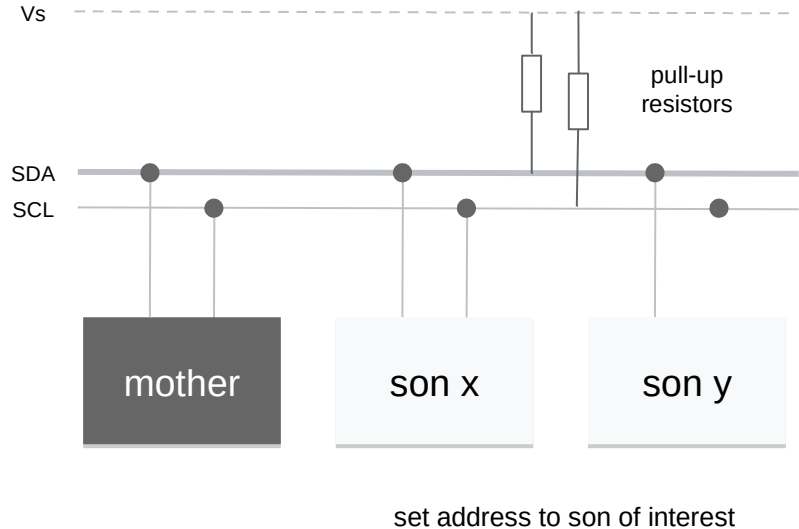 Vs
pull-up
resistors
SDA
SCL
mother
son x
son y
set address to son of interest